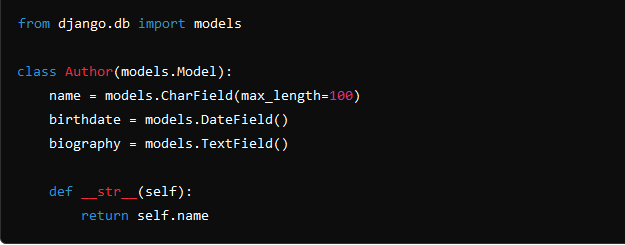 from django.db import models
class Author(models.Model):
    name = models.CharField(max_length=100)
    birthdate = models.DateField()
    biography = models.TextField()
    def __str__(self):
        return self.name